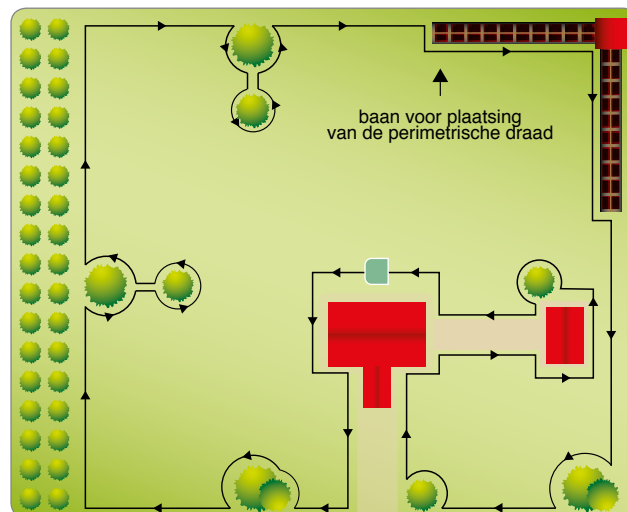 baan voor plaatsing
van de perimetrische draad